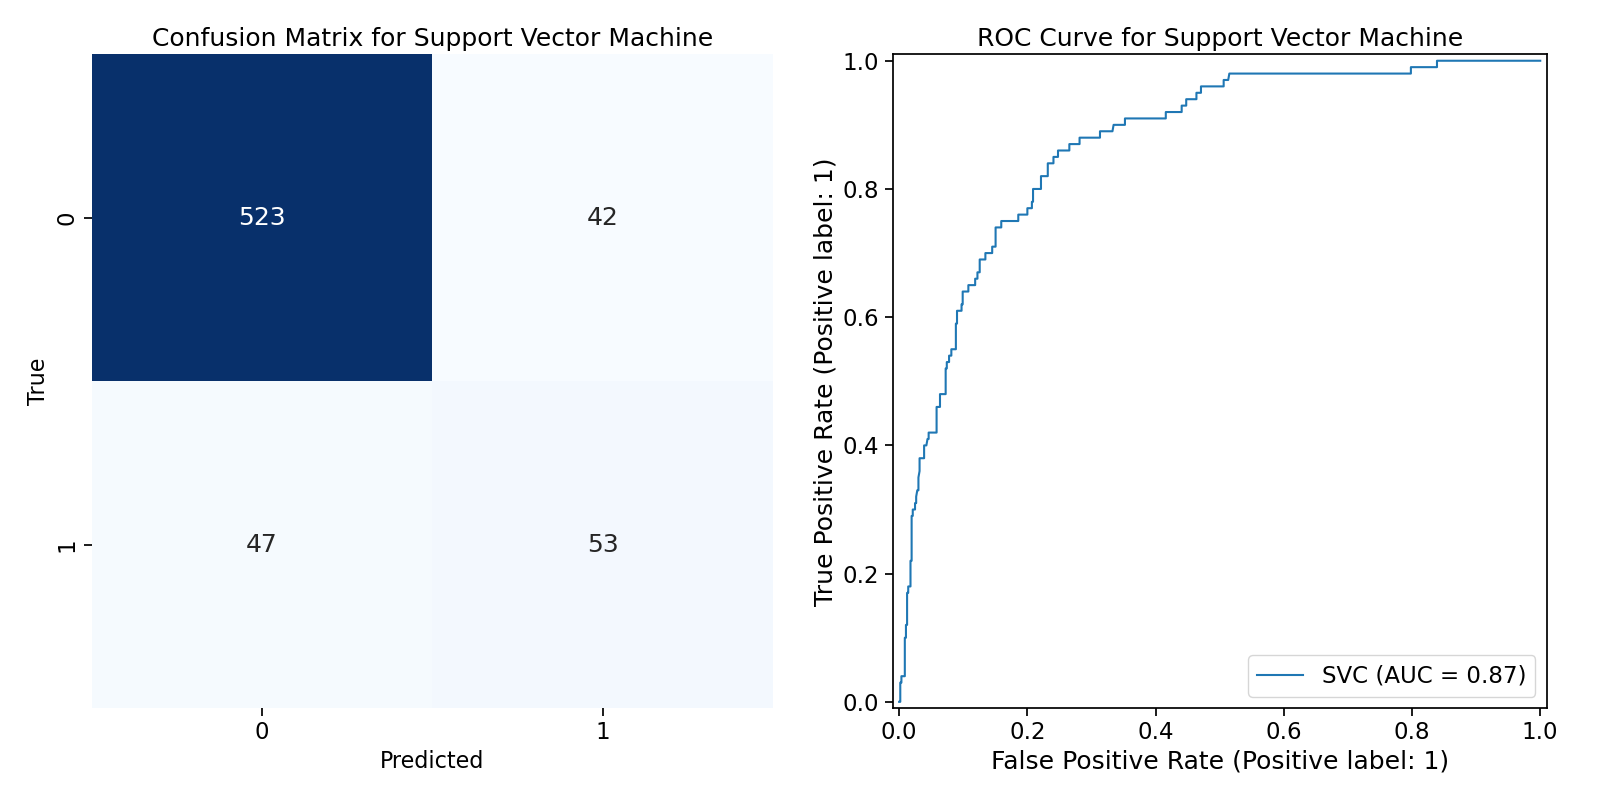 Confusion Matrix for Support Vector Machine
523
42
47
53
0
1
True
0
1
Predicted
ROC Curve for Support Vector Machine
1.0
0.8
0.6
0.4
0.2
0.0
True Positive Rate (Positive label: 1)
SVC (AUC = 0.87)
0.0
0.2
0.4
0.6
0.8
1.0
False Positive Rate (Positive label: 1)